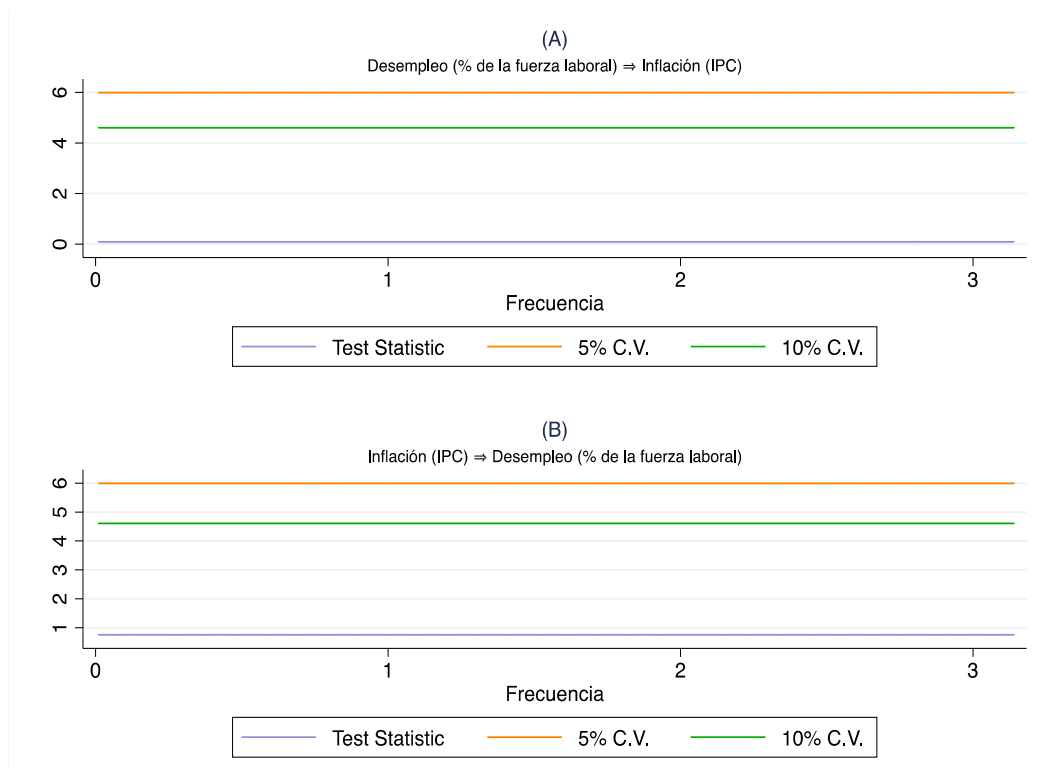 (A)
Desempleo (% de la fuerza laboral) ⇒ Inflación (IPC)
6
4
2
0
0 1 2 3
Frecuencia
Test Statistic 5% C.V. 10% C.V.
(B)
Inflación (IPC) ⇒ Desempleo (% de la fuerza laboral)
6
5
4
3
2
1
0 1 2 3
Frecuencia
Test Statistic 5% C.V. 10% C.V.